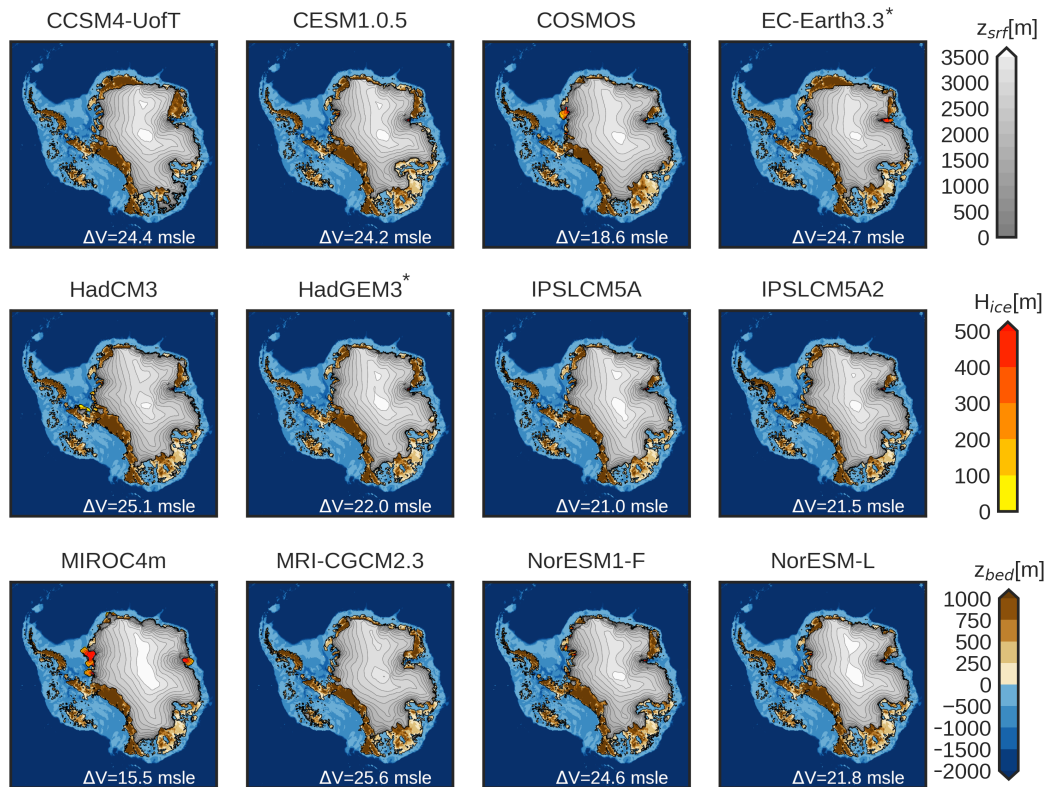 CCSM4-UofT
CESM1.0.5
COSMOS
EC-Earth3.3*
z_srf[m]
3500
3000
2500
2000
1500
1000
500
0
ΔV=24.4 msle
ΔV=24.2 msle
ΔV=18.6 msle
ΔV=24.7 msle
HadCM3
HadGEM3*
IPSLCM5A
IPSLCM5A2
H_ice[m]
500
400
300
200
100
0
ΔV=25.1 msle
ΔV=22.0 msle
ΔV=21.0 msle
ΔV=21.5 msle
MIROC4m
MRI-CGCM2.3
NorESM1-F
NorESM-L
z_bed[m]
1000
750
500
250
0
−500
−1000
−1500
−2000
ΔV=15.5 msle
ΔV=25.6 msle
ΔV=24.6 msle
ΔV=21.8 msle